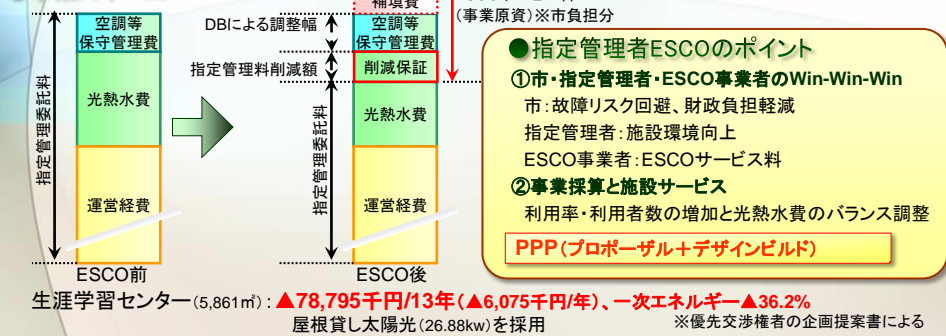 補填費
(事業原資)※市負担分
空調等
保守管理費
光熱水費
運営経費
指定管理委託料
ESCO前
DBによる調整幅
指定管理料削減額
空調等
保守管理費
削減保証
光熱水費
運営経費
指定管理委託料
ESCO後
●指定管理者ESCOのポイント
①市・指定管理者・ESCO事業者のWin-Win-Win
市：故障リスク回避、財政負担軽減
指定管理者：施設環境向上
ESCO事業者：ESCOサービス料
②事業採算と施設サービス
利用率・利用者数の増加と光熱水費のバランス調整
PPP（プロポーザル＋デザインビルド）
生涯学習センター(5,861㎡)：▲78,795千円/13年(▲6,075千円/年)、一次エネルギー▲36.2%
屋根貸し太陽光(26.88kw)を採用
※優先交渉権者の企画提案書による